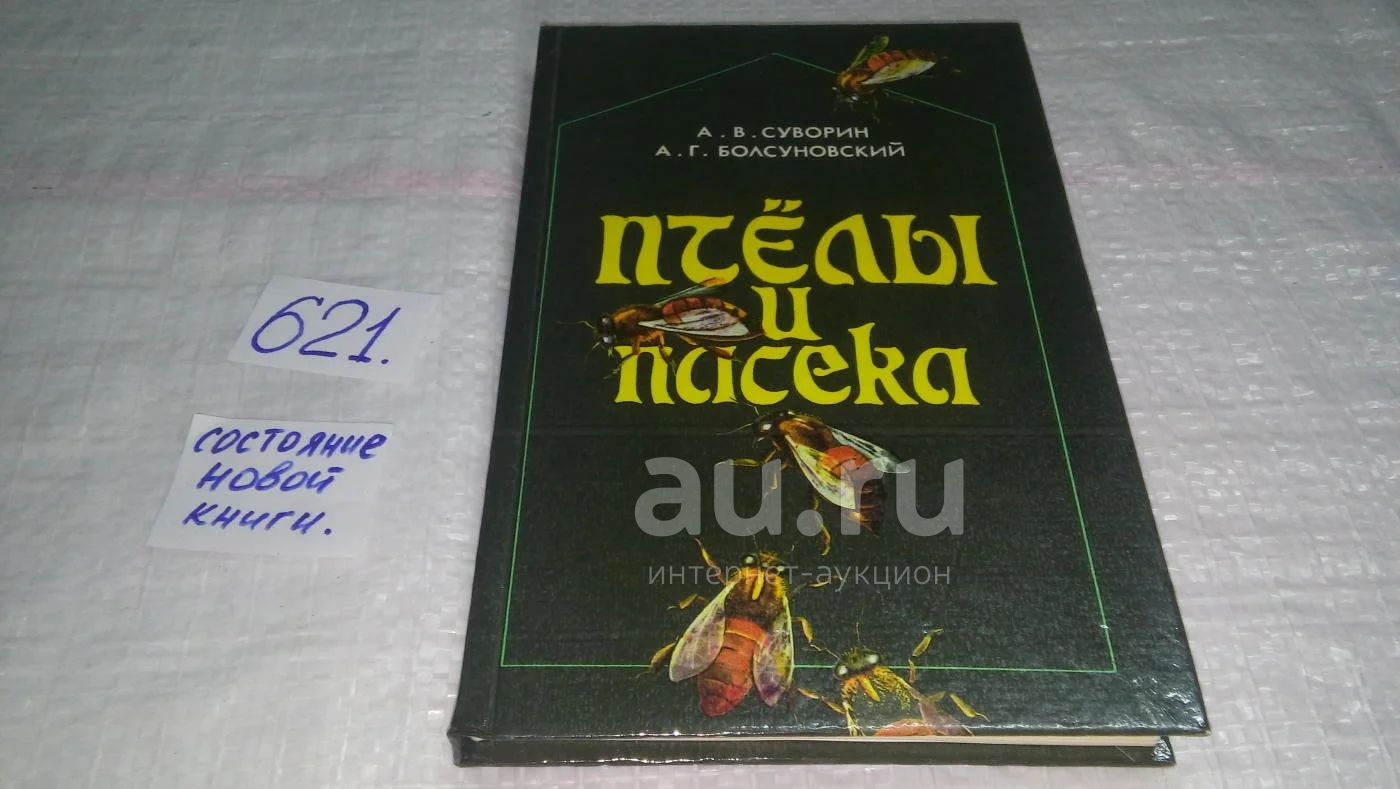 А. В. СУВОРИН
А. Г. БОЛСУНОВСКИЙ
ПЧЁЛЫ
и
пасека
621.
СОСТОЯНИЕ
НОВОЙ
КНИГИ.
au.ru
интернет-аукцион